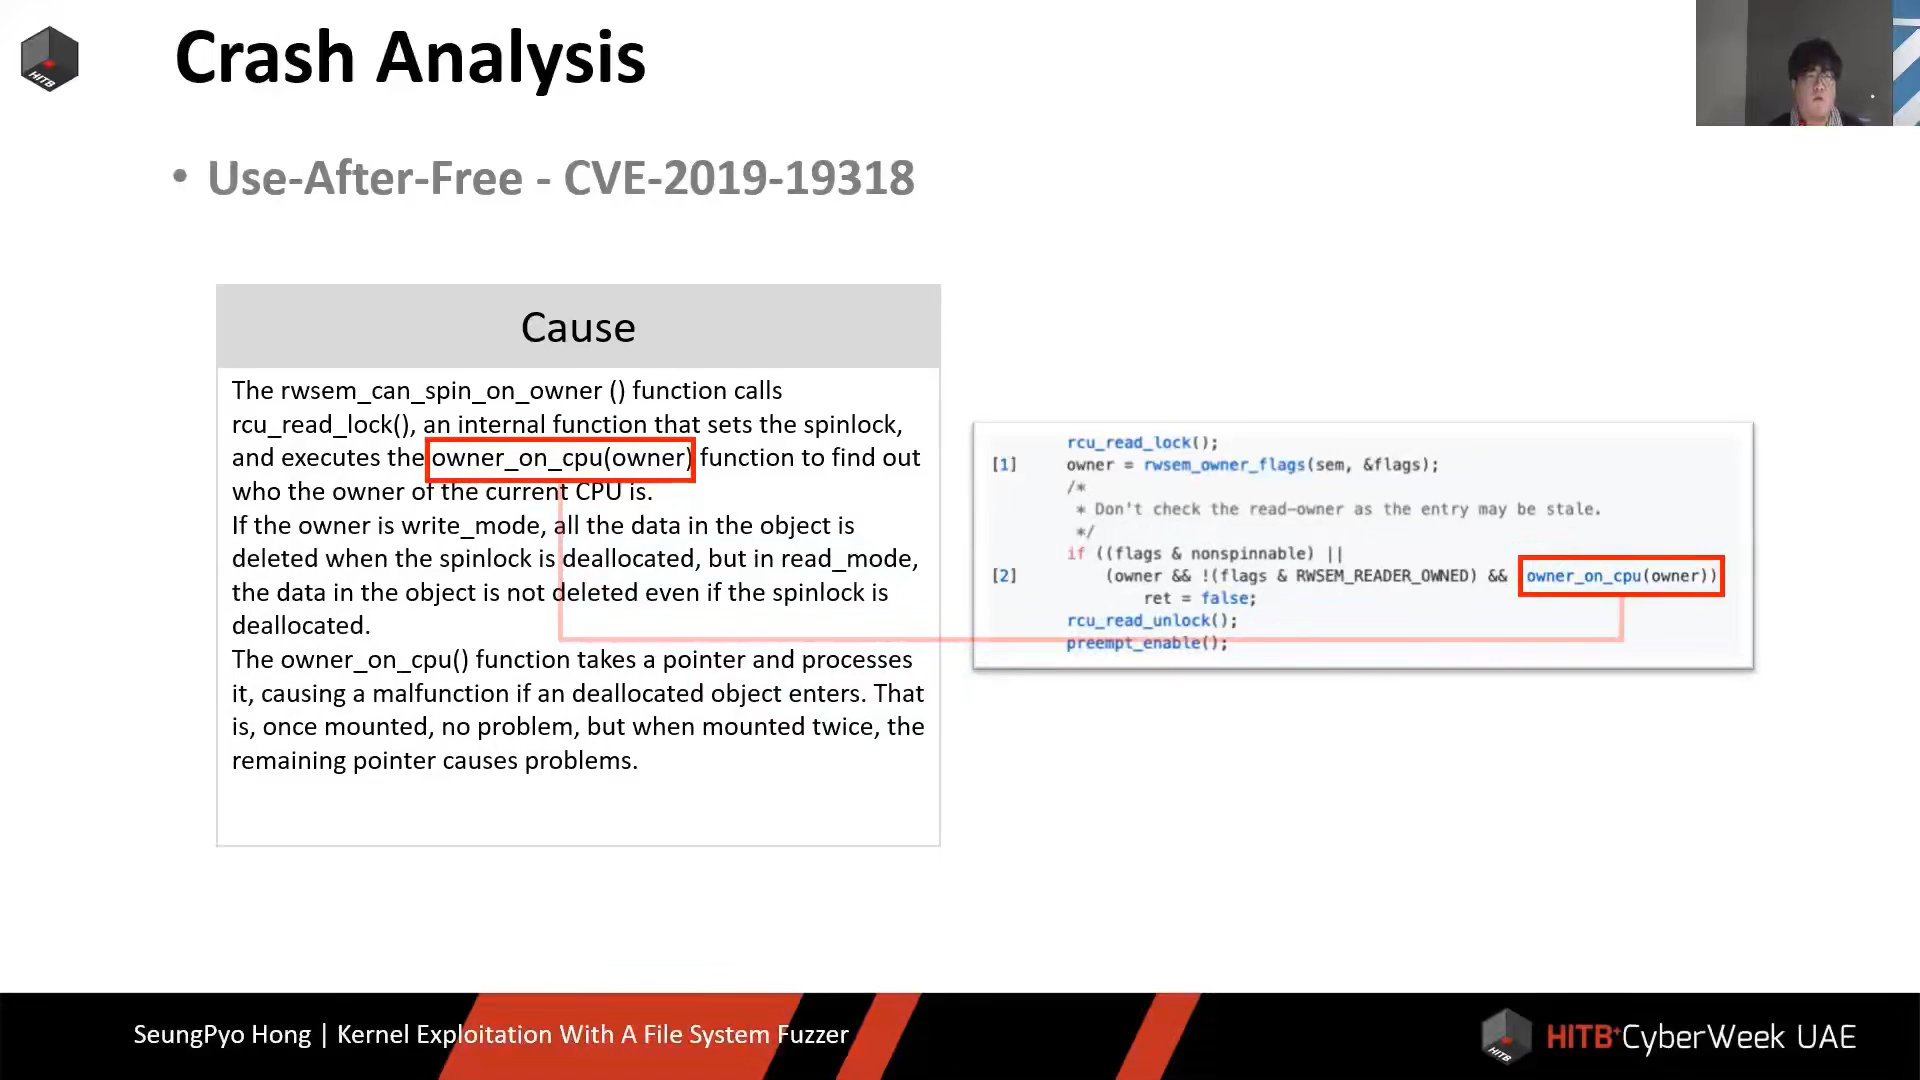 Crash Analysis
HITB
• Use-After-Free - CVE-2019-19318
Cause
The rwsem_can_spin_on_owner () function calls
rcu_read_lock(), an internal function that sets the spinlock,
and executes the owner_on_cpu(owner) function to find out
who the owner of the current CPU is.
If the owner is write_mode, all the data in the object is
deleted when the spinlock is deallocated, but in read_mode,
the data in the object is not deleted even if the spinlock is
deallocated.
The owner_on_cpu() function takes a pointer and processes
it, causing a malfunction if an deallocated object enters. That
is, once mounted, no problem, but when mounted twice, the
remaining pointer causes problems.
rcu_read_lock();
[1] owner = rwsem_owner_flags(sem, &flags);
/*
* Don't check the read-owner as the entry may be stale.
*/
if ((flags & nonspinnable) ||
[2] (owner && !(flags & RWSEM_READER_OWNED) && owner_on_cpu(owner))
ret = false;
rcu_read_unlock();
preempt_enable();
SeungPyo Hong | Kernel Exploitation With A File System Fuzzer
HITB
HITB+CyberWeek UAE